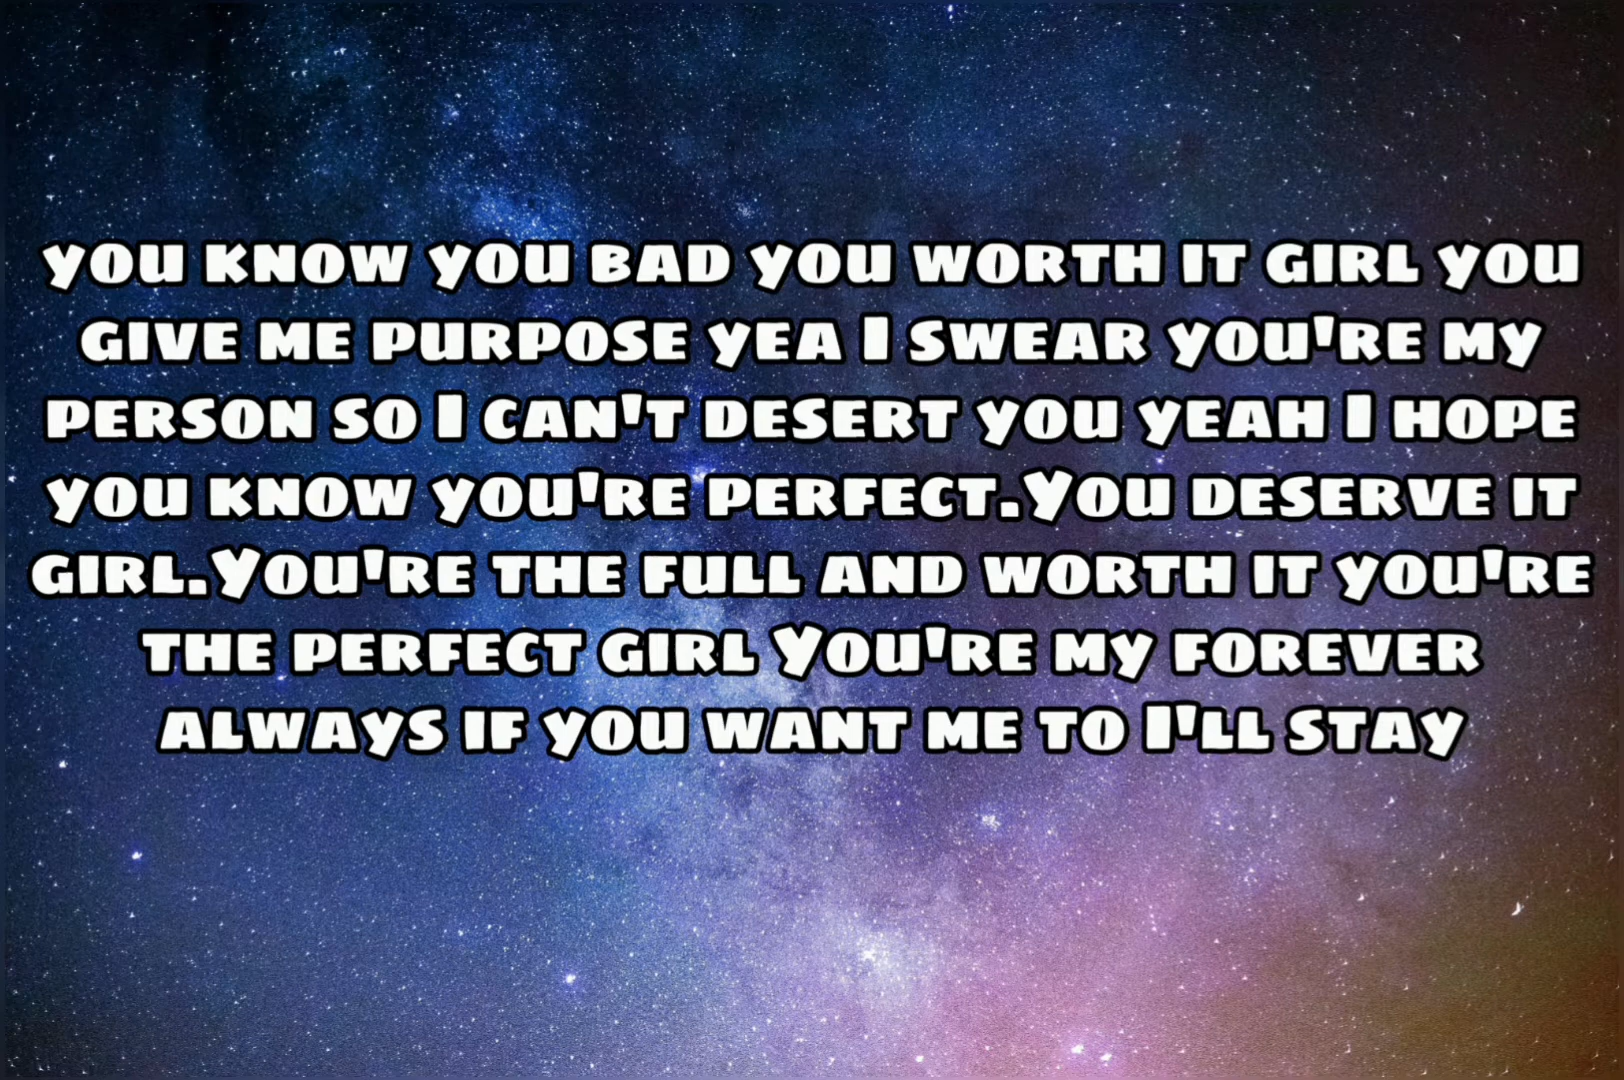 you know you bad you worth it girl you
give me purpose yea I swear you're my
person so I can't desert you yeah I hope
you know you're perfect.You deserve it
girl.You're the full and worth it you're
the perfect girl You're my forever
always if you want me to I'll stay